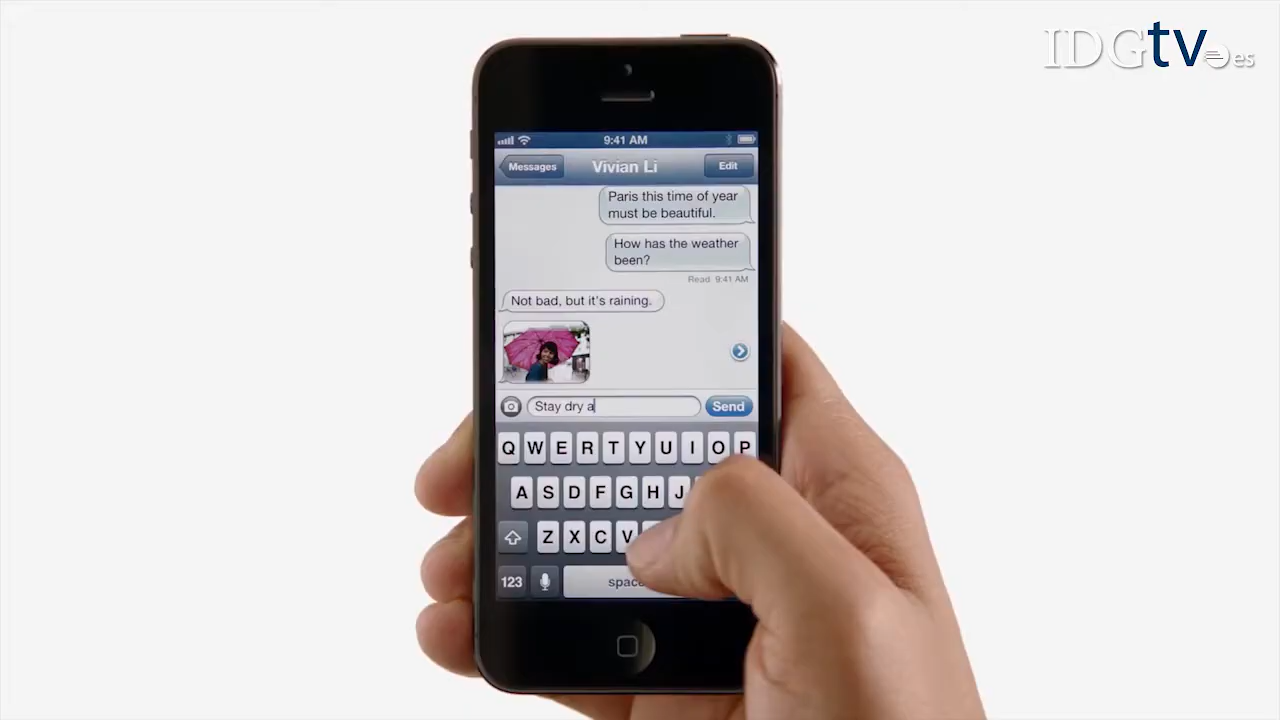 IDGtv.es
9:41 AM
Messages
Vivian Li
Edit
Paris this time of year
must be beautiful.
How has the weather
been?
Read 9:41 AM
Not bad, but it's raining.
Stay dry a
Send
Q W E R T Y U I O P
A S D F G H J
Z X C V
123
space